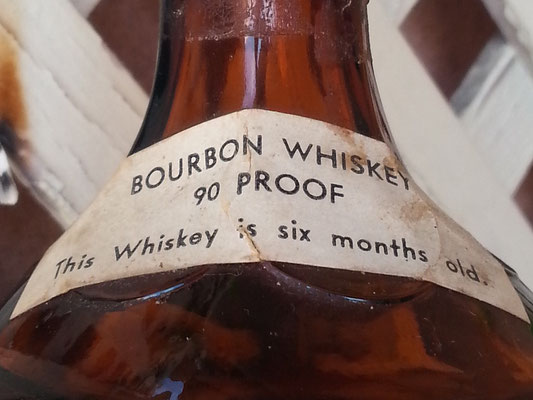 BOURBON WHISKEY
90 PROOF
This Whiskey is six months old.